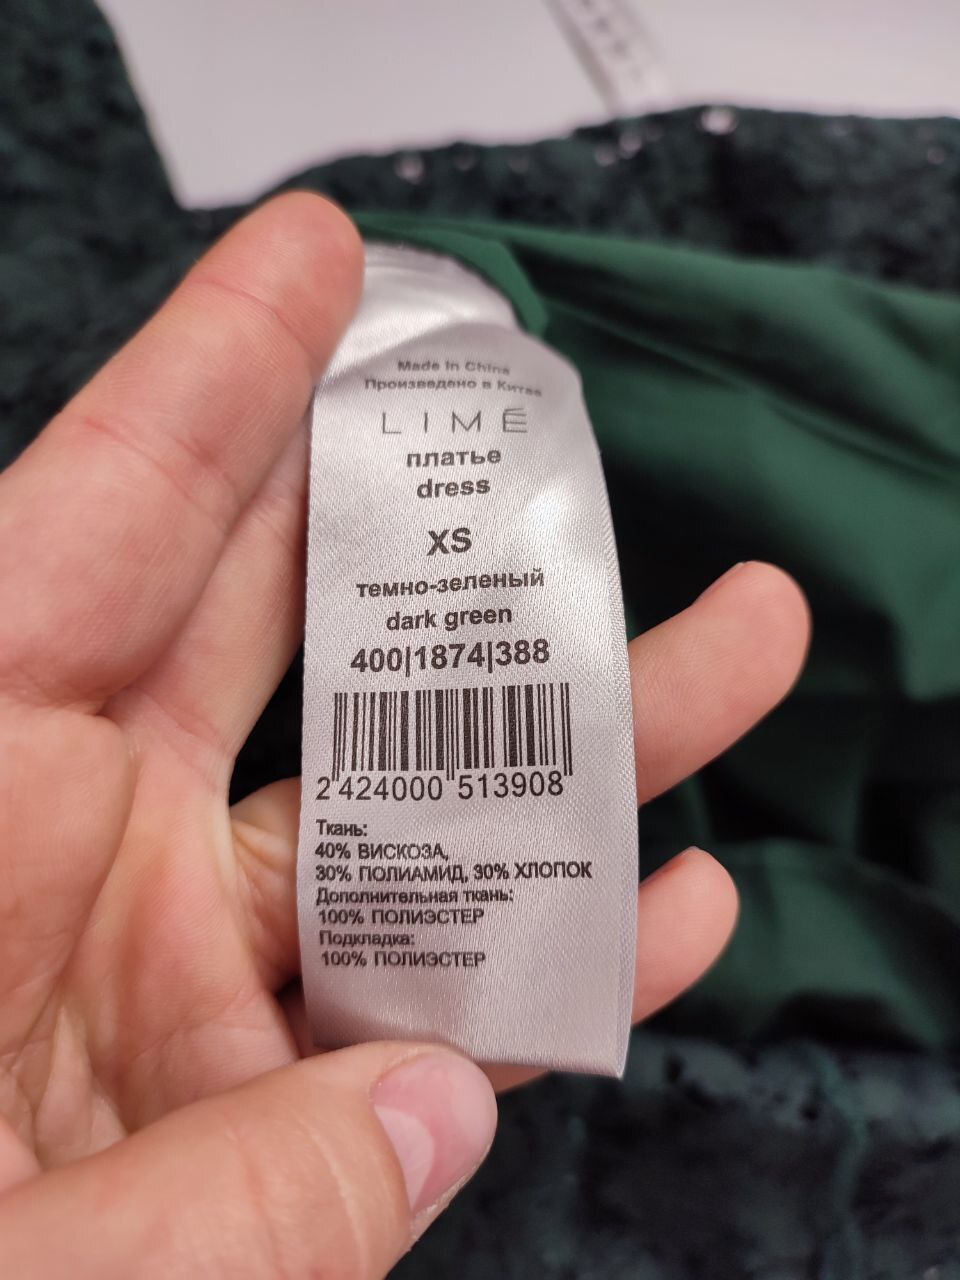 Made in China
Произведено в Китае
LIMÉ
платье
dress
XS
темно-зеленый
dark green
400|1874|388
2 424000 513908
Ткань:
40% ВИСКОЗА,
30% ПОЛИАМИД, 30% ХЛОПОК
Дополнительная ткань:
100% ПОЛИЭСТЕР
Подкладка:
100% ПОЛИЭСТЕР